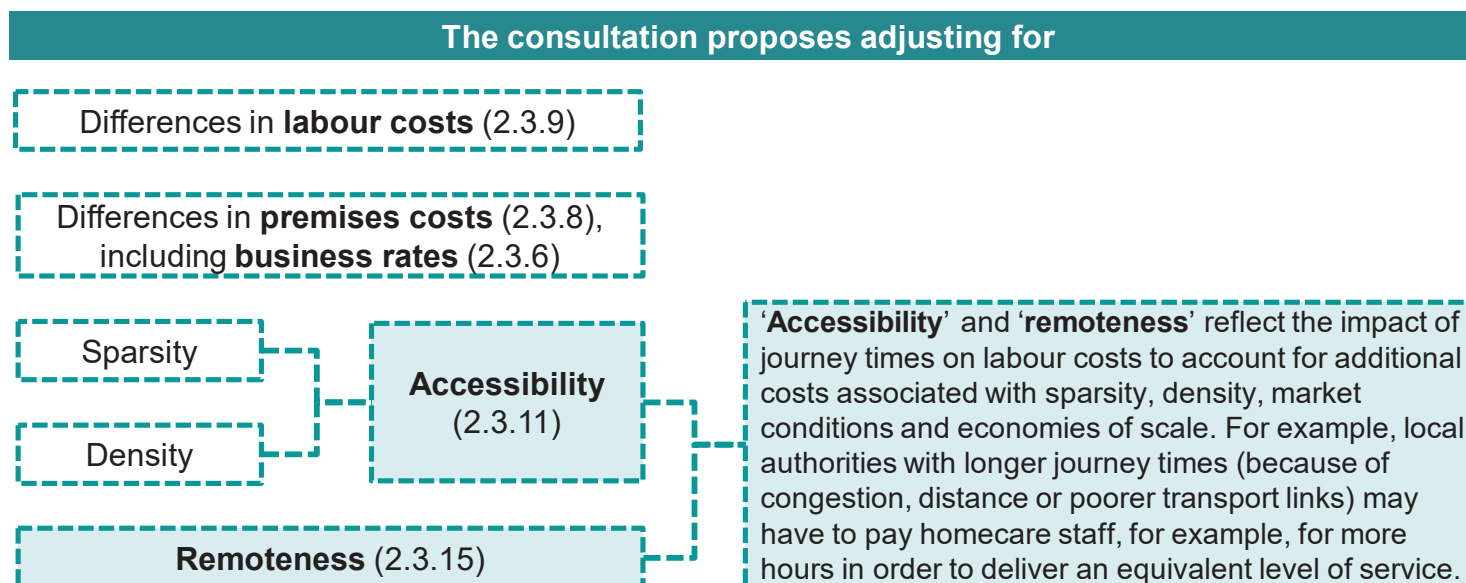 The consultation proposes adjusting for
Differences in labour costs (2.3.9)
Differences in premises costs (2.3.8),
including business rates (2.3.6)
Sparsity
Density
Accessibility
(2.3.11)
Remoteness (2.3.15)
‘Accessibility’ and ‘remoteness’ reflect the impact of
journey times on labour costs to account for additional
costs associated with sparsity, density, market
conditions and economies of scale. For example, local
authorities with longer journey times (because of
congestion, distance or poorer transport links) may
have to pay homecare staff, for example, for more
hours in order to deliver an equivalent level of service.